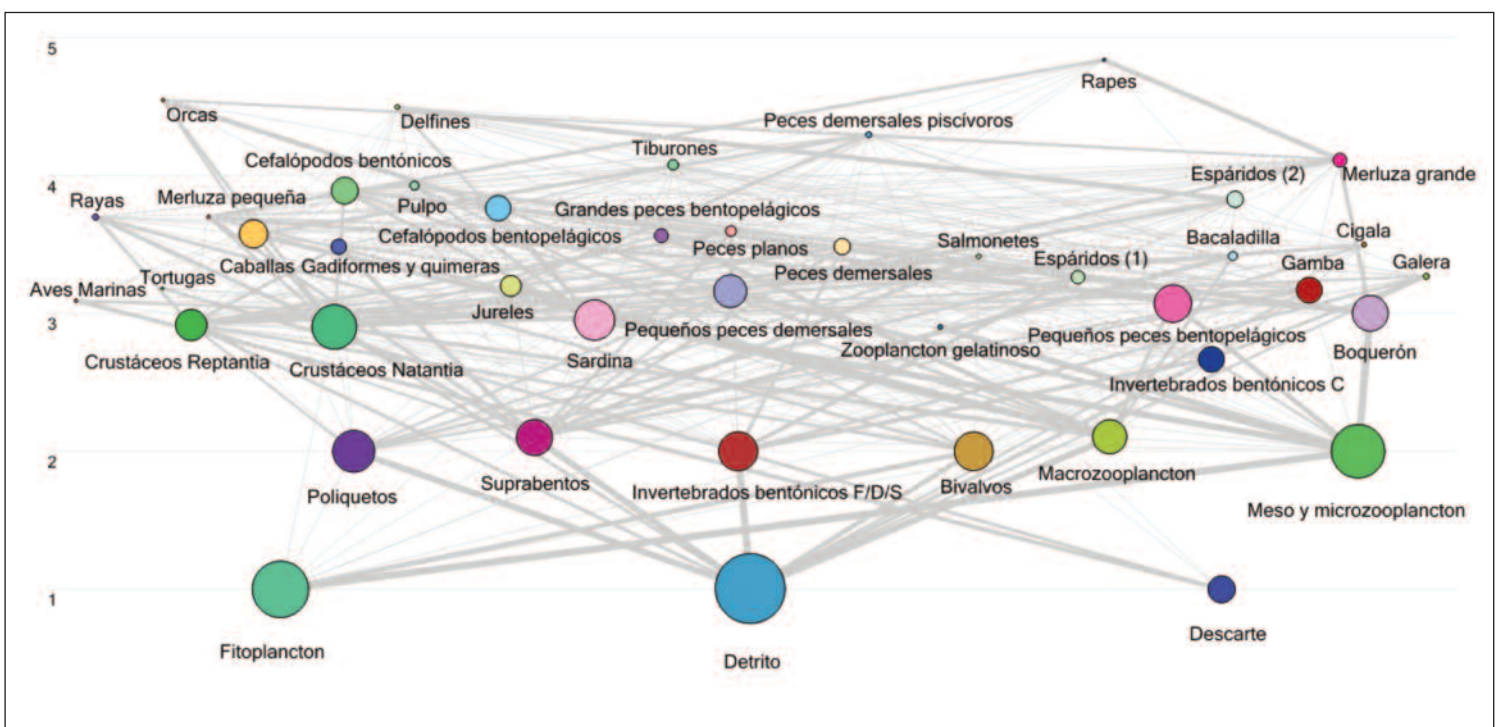 5
Rapes
Orcas
Delfines
Peces demersales piscívoros
Tiburones
Cefalópodos bentónicos
4
Espáridos (2)
Merluza grande
Rayas
Merluza pequeña
Pulpo
Grandes peces bentopelágicos
Cefalópodos bentopelágicos
Peces planos
Salmonetes
Bacaladilla
Cigala
Caballas
Gadiformes y quimeras
Peces demersales
Espáridos (1)
Gamba
Galera
Tortugas
Aves Marinas
Jureles
3
Pequeños peces demersales
Zooplancton gelatinoso
Pequeños peces bentopelágicos
Crustáceos Reptantia
Crustáceos Natantia
Sardina
Boquerón
Invertebrados bentónicos C
2
Poliquetos
Suprabentos
Invertebrados bentónicos F/D/S
Bivalvos
Macrozooplancton
Meso y microzooplancton
1
Fitoplancton
Detrito
Descarte